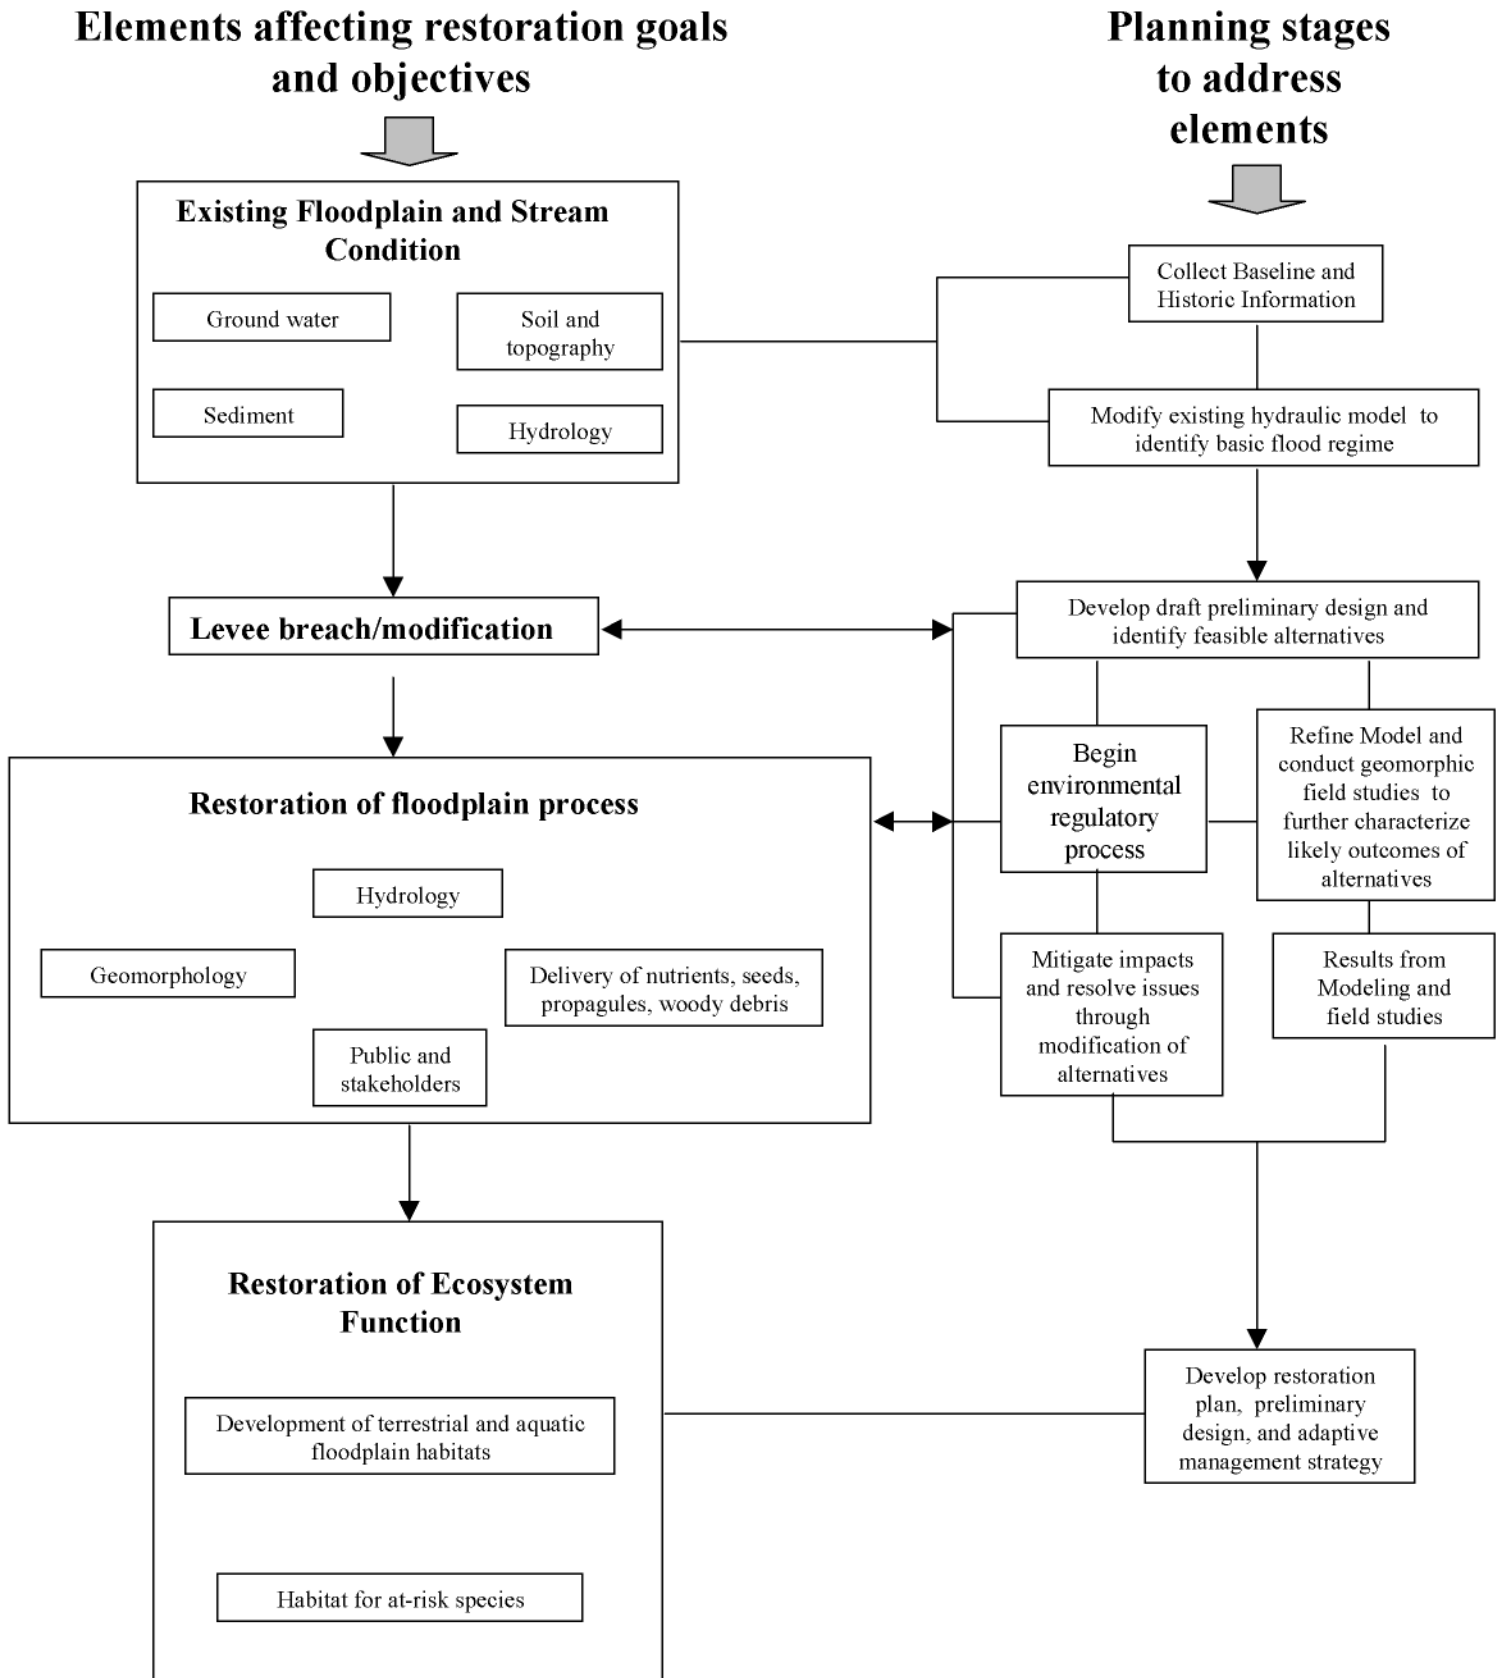 Elements affecting restoration goals
and objectives
Planning stages
to address
elements
Existing Floodplain and Stream
Condition
Ground water
Soil and
topography
Sediment
Hydrology
Collect Baseline and
Historic Information
Modify existing hydraulic model to
identify basic flood regime
Levee breach/modification
Develop draft preliminary design and
identify feasible alternatives
Begin
environmental
regulatory
process
Refine Model and
conduct geomorphic
field studies to
further characterize
likely outcomes of
alternatives
Restoration of floodplain process
Hydrology
Geomorphology
Delivery of nutrients, seeds,
propagules, woody debris
Public and
stakeholders
Mitigate impacts
and resolve issues
through
modification of
alternatives
Results from
Modeling and
field studies
Restoration of Ecosystem
Function
Development of terrestrial and aquatic
floodplain habitats
Habitat for at-risk species
Develop restoration
plan, preliminary
design, and adaptive
management strategy